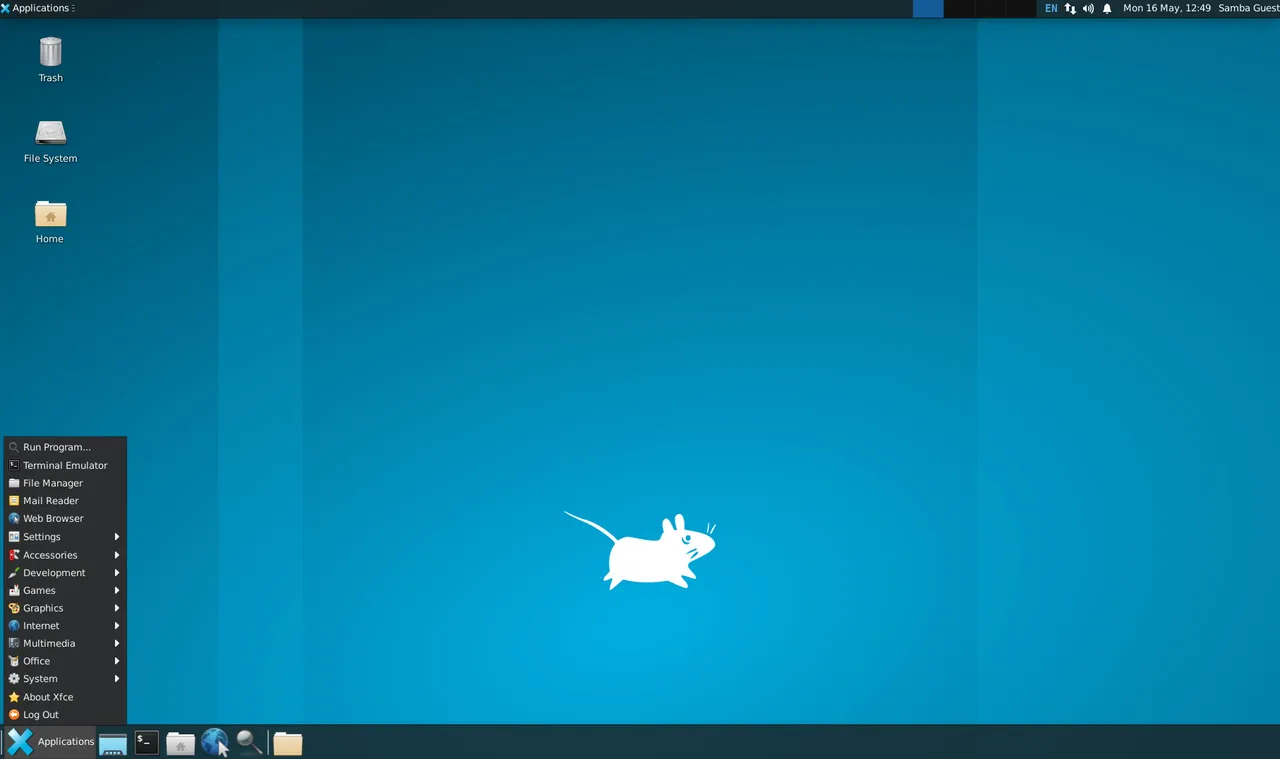 Applications
EN Mon 16 May, 12:49 Samba Guest
Trash
File System
Home
Run Program...
Terminal Emulator
File Manager
Mail Reader
Web Browser
Settings
Accessories
Development
Games
Graphics
Internet
Multimedia
Office
System
About Xfce
Log Out
Applications